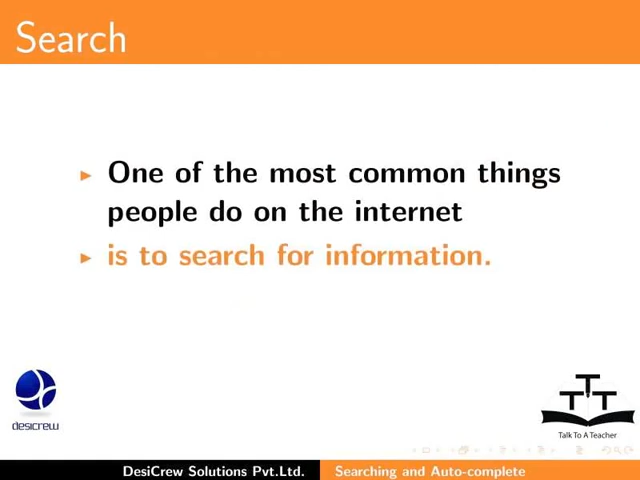 Search
One of the most common things
people do on the internet
is to search for information.
desicrew
TTT
Talk To A Teacher
DesiCrew Solutions Pvt.Ltd. Searching and Auto-complete